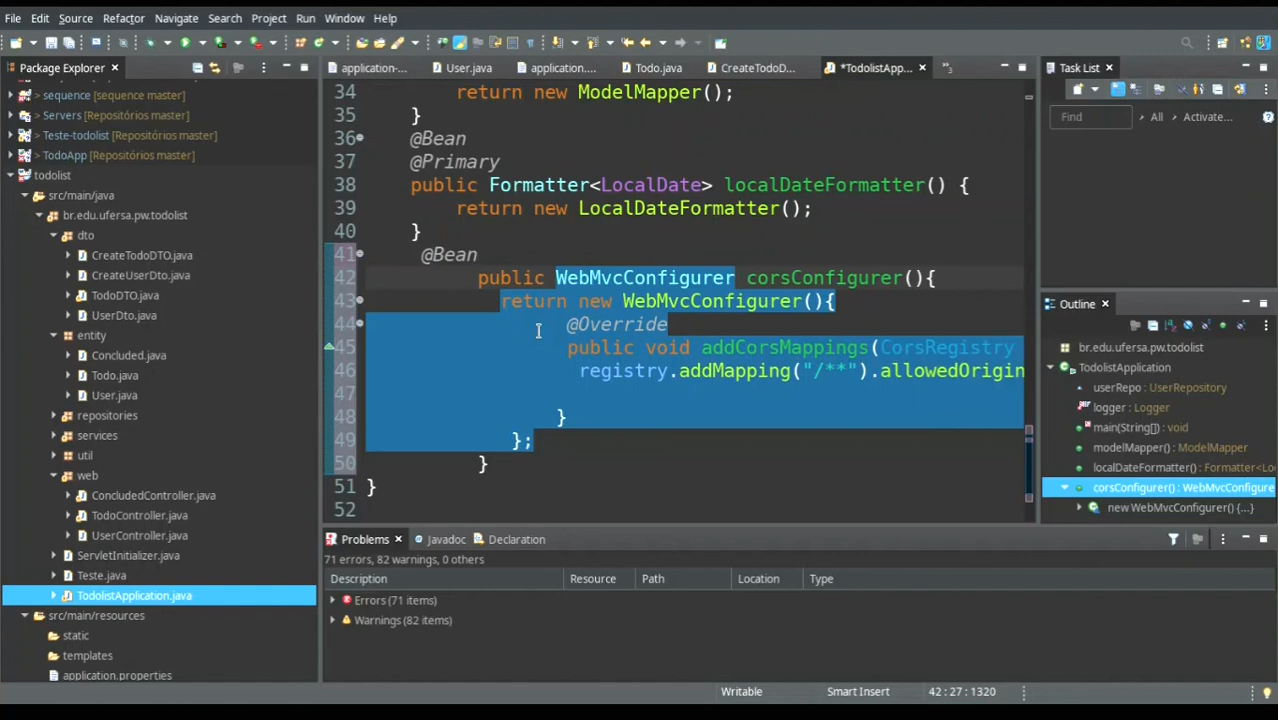 File Edit Source Refactor Navigate Search Project Run Window Help
Package Explorer
> sequence [sequence master]
> Servers [Repositórios master]
> Teste-todolist [Repositórios master]
> TodoApp [Repositórios master]
todolist
src/main/java
br.edu.ufersa.pw.todolist
dto
CreateTodoDTO.java
CreateUserDto.java
TodoDTO.java
UserDto.java
entity
Concluded.java
Todo.java
User.java
repositories
services
util
web
ConcludedController.java
TodoController.java
UserController.java
ServletInitializer.java
Teste.java
TodolistApplication.java
src/main/resources
static
templates
application.properties
application-... User.java application.... Todo.java CreateTodoD... *TodolistApp... 
34 return new ModelMapper();
35 }
36 @Bean
37 @Primary
38 public Formatter<LocalDate> localDateFormatter() {
39 return new LocalDateFormatter();
40 }
41 @Bean
42 public WebMvcConfigurer corsConfigurer(){
43 return new WebMvcConfigurer(){
44 @Override
45 public void addCorsMappings(CorsRegistry
46 registry.addMapping("/**").allowedOrigin
47
48 }
49 };
50 }
51 }
52
Problems Javadoc Declaration
71 errors, 82 warnings, 0 others
Description Resource Path Location Type
Errors (71 items)
Warnings (82 items)
Task List
Find All Activate...
Outline
br.edu.ufersa.pw.todolist
TodolistApplication
userRepo : UserRepository
logger : Logger
main(String[]) : void
modelMapper() : ModelMapper
localDateFormatter() : Formatter<Lo
corsConfigurer() : WebMvcConfigure
new WebMvcConfigurer() {...}
Writable Smart Insert 42 : 27 : 1320